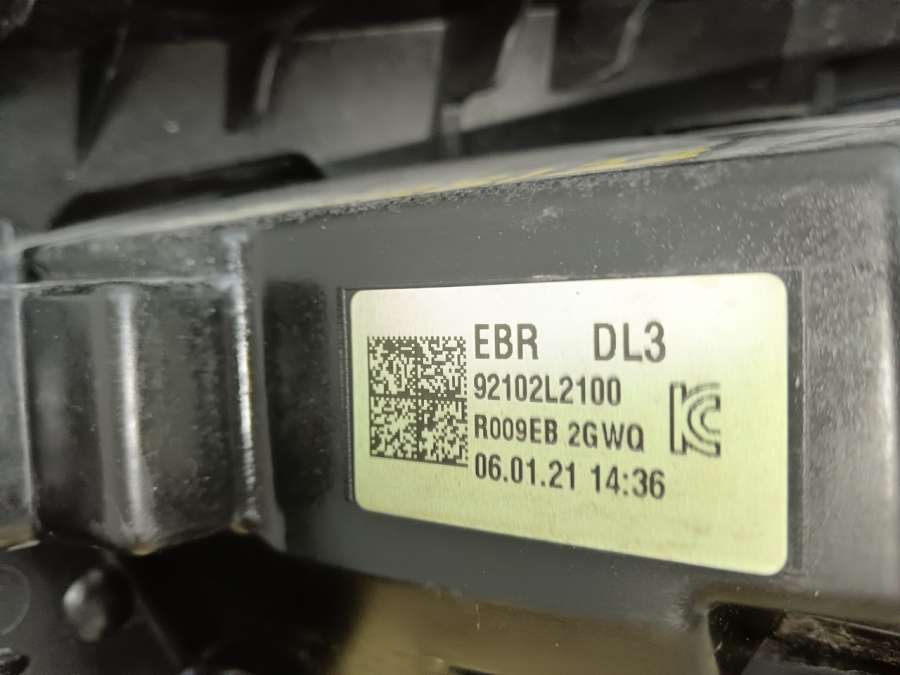 EBR DL3
92102L2100
R009EB 2GWQ
06.01.21 14:36